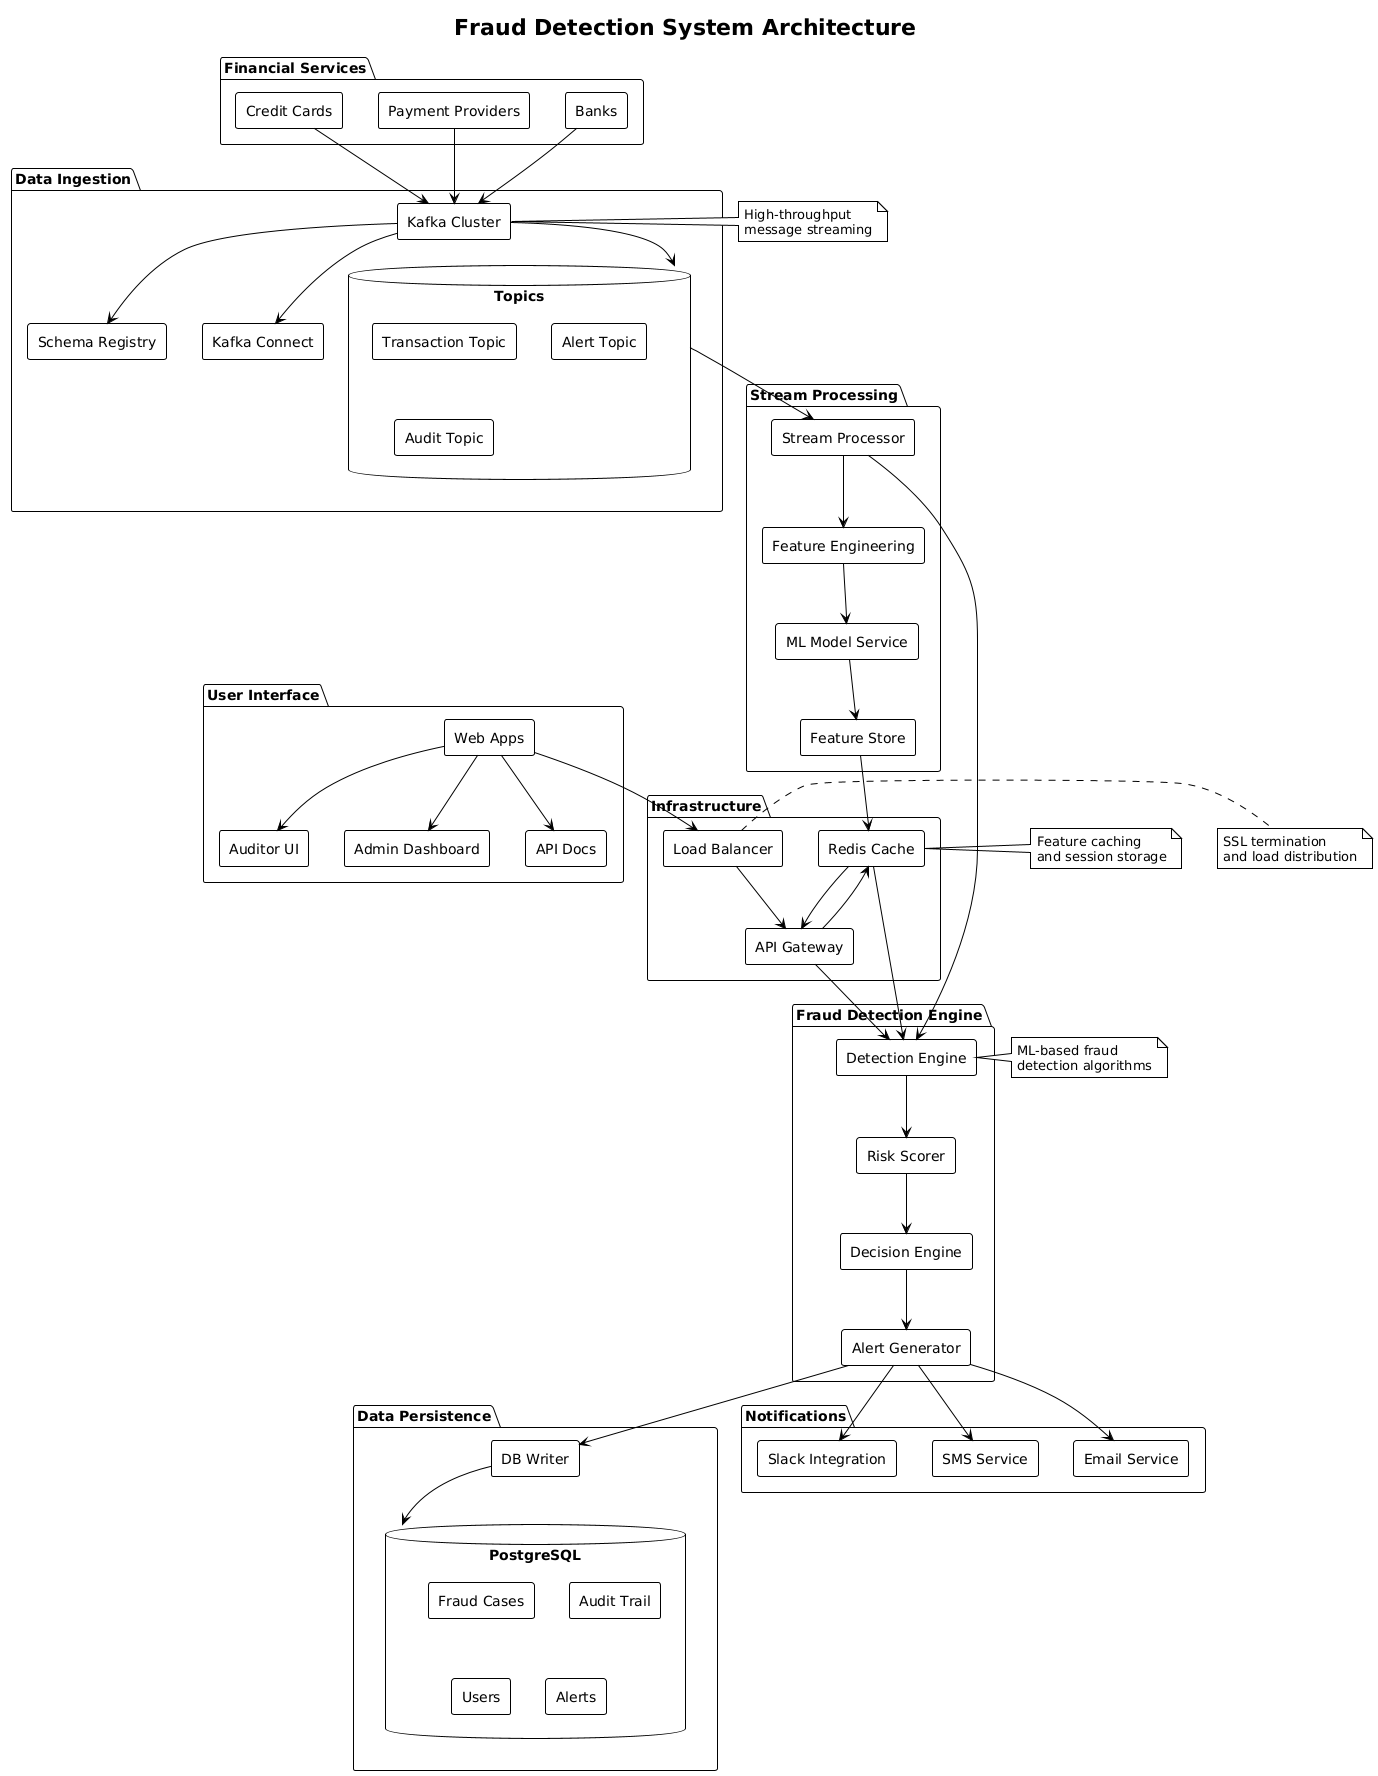 Fraud Detection System Architecture
Financial Services
Credit Cards
Payment Providers
Banks
Data Ingestion
Kafka Cluster
High-throughput
message streaming
Topics
Schema Registry
Kafka Connect
Transaction Topic
Alert Topic
Audit Topic
Stream Processing
Stream Processor
Feature Engineering
ML Model Service
Feature Store
User Interface
Web Apps
Auditor UI
Admin Dashboard
API Docs
Infrastructure
Load Balancer
Redis Cache
Feature caching
and session storage
SSL termination
and load distribution
API Gateway
Fraud Detection Engine
Detection Engine
ML-based fraud
detection algorithms
Risk Scorer
Decision Engine
Alert Generator
Data Persistence
DB Writer
Notifications
Slack Integration
SMS Service
Email Service
PostgreSQL
Fraud Cases
Audit Trail
Users
Alerts